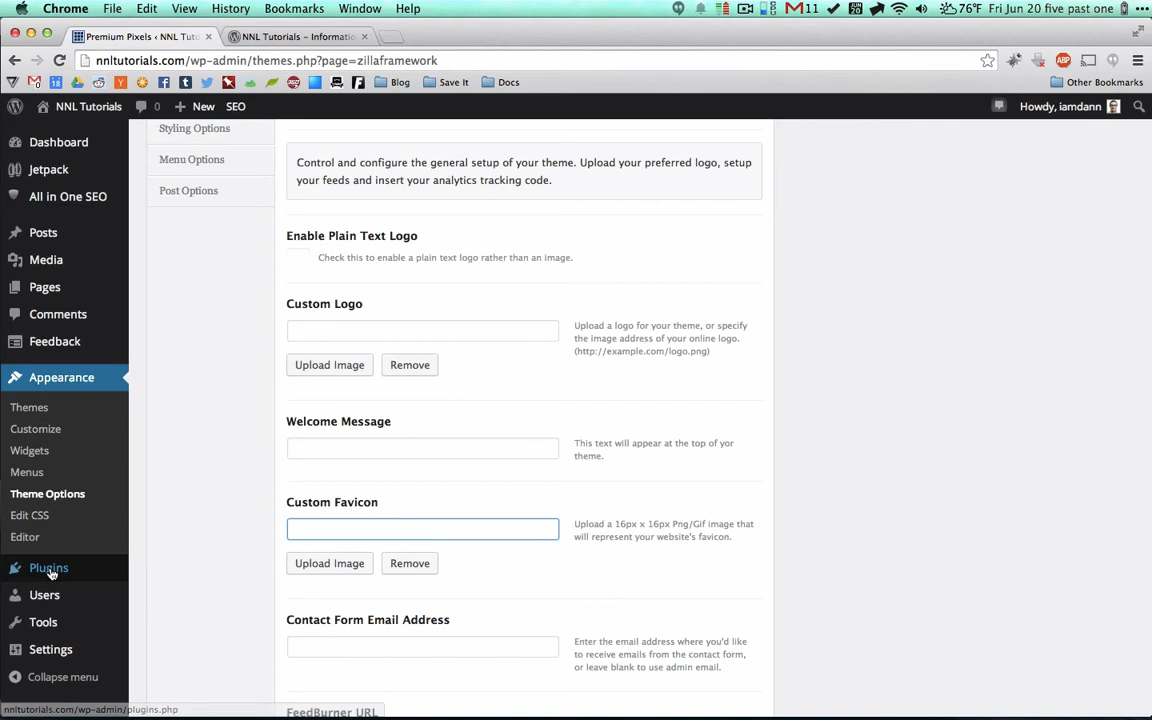 Chrome File Edit View History Bookmarks Window Help 11 JUN 20 76°F Fri Jun 20 five past one
Premium Pixels ‹ NNL Tuto NNL Tutorials – Informatio
nnltutorials.com/wp-admin/themes.php?page=zillaframework
Blog Save It Docs Other Bookmarks
NNL Tutorials 0 New SEO Howdy, iamdann
Dashboard
Jetpack
All in One SEO
Posts
Media
Pages
Comments
Feedback
Appearance
Themes
Customize
Widgets
Menus
Theme Options
Edit CSS
Editor
Plugins
Users
Tools
Settings
Collapse menu
Styling Options
Menu Options
Post Options
Control and configure the general setup of your theme. Upload your preferred logo, setup
your feeds and insert your analytics tracking code.
Enable Plain Text Logo
Check this to enable a plain text logo rather than an image.
Custom Logo
Upload a logo for your theme, or specify
the image address of your online logo.
(http://example.com/logo.png)
Upload Image Remove
Welcome Message
This text will appear at the top of yor
theme.
Custom Favicon
Upload a 16px x 16px Png/Gif image that
will represent your website's favicon.
Upload Image Remove
Contact Form Email Address
Enter the email address where you'd like
to receive emails from the contact form,
or leave blank to use admin email.
FeedBurner URL
nnltutorials.com/wp-admin/plugins.php